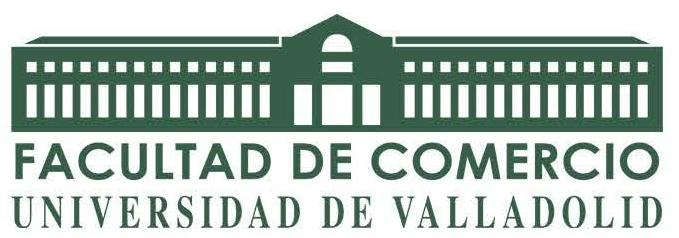 FACULTAD DE COMERCIO
UNIVERSIDAD DE VALLADOLID